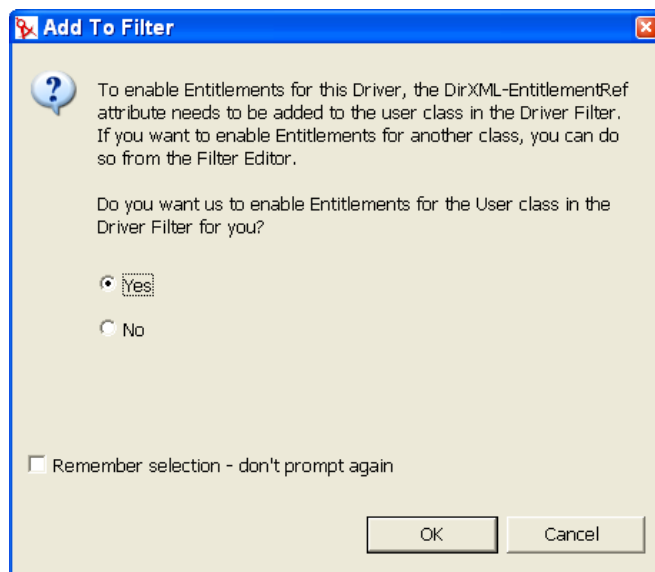 Add To Filter
To enable Entitlements for this Driver, the DirXML-EntitlementRef
attribute needs to be added to the user class in the Driver Filter.
If you want to enable Entitlements for another class, you can do
so from the Filter Editor.
Do you want us to enable Entitlements for the User class in the
Driver Filter for you?
Yes
No
Remember selection - don't prompt again
OK
Cancel